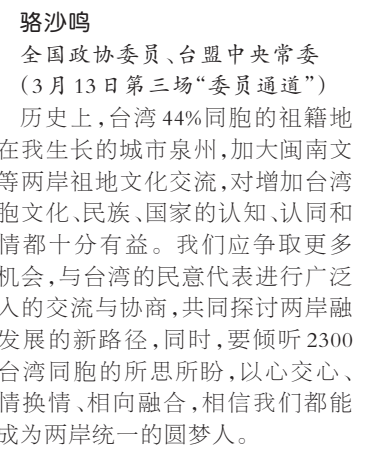 骆沙鸣
全国政协委员、台盟中央常委
（3月13日第三场“委员通道”）
历史上，台湾44%同胞的祖籍地
在我生长的城市泉州，加大闽南文
等两岸祖地文化交流，对增加台湾
胞文化、民族、国家的认知、认同和
情都十分有益。我们应争取更多
机会，与台湾的民意代表进行广泛
人的交流与协商，共同探讨两岸融
发展的新路径，同时，要倾听2300
台湾同胞的所思所盼，以心交心、
情换情、相向融合，相信我们都能
成为两岸统一的圆梦人。